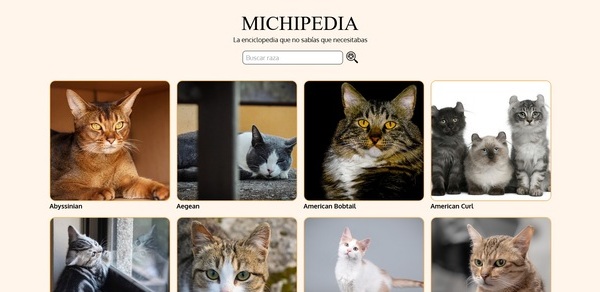 MICHIPEDIA
La enciclopedia que no sabías que necesitabas
Buscar raza
Abyssinian
Aegean
American Bobtail
American Curl